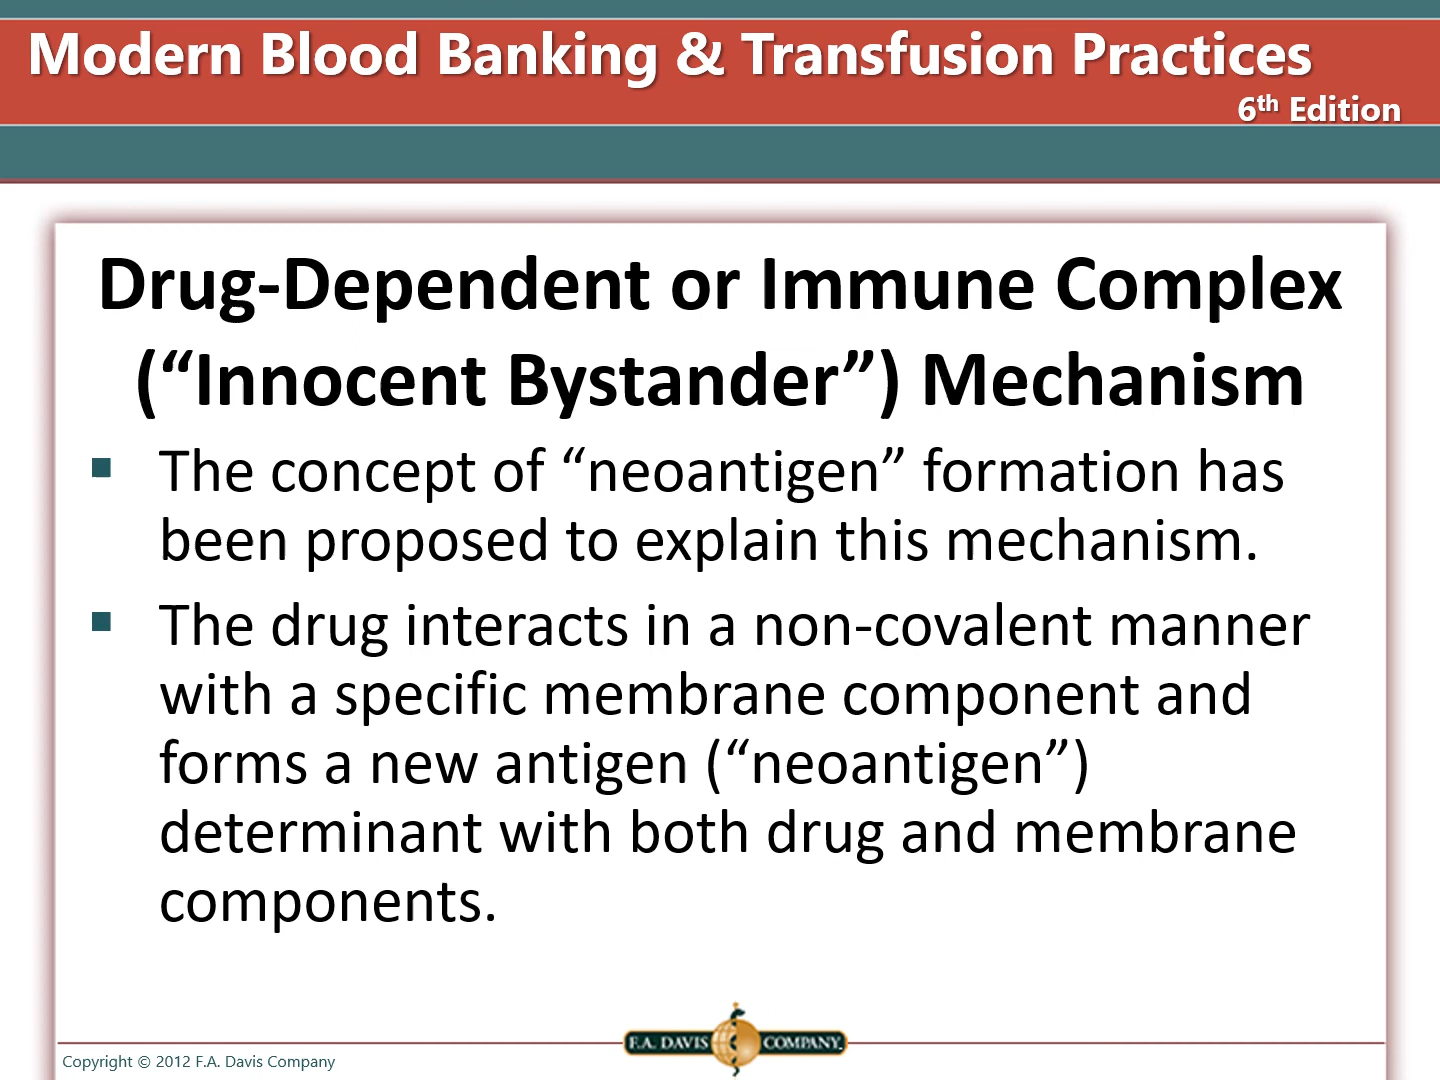 Modern Blood Banking & Transfusion Practices
6th Edition
Drug-Dependent or Immune Complex
(“Innocent Bystander”) Mechanism
▪ The concept of “neoantigen” formation has
been proposed to explain this mechanism.
▪ The drug interacts in a non-covalent manner
with a specific membrane component and
forms a new antigen (“neoantigen”)
determinant with both drug and membrane
components.
F.A. DAVIS COMPANY
Copyright © 2012 F.A. Davis Company